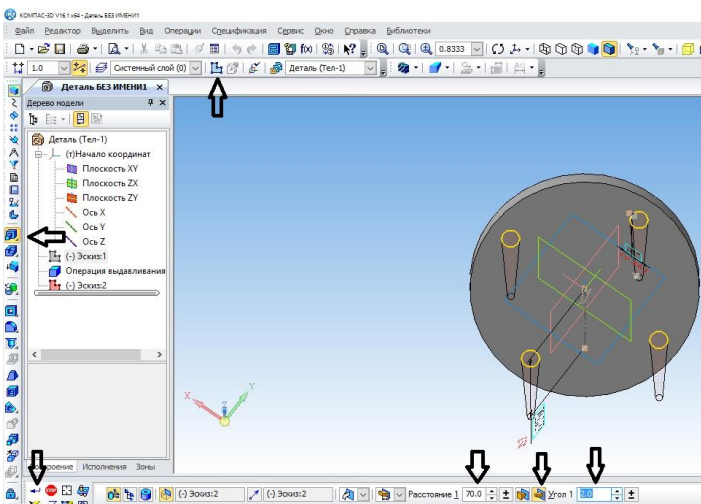 КОМПАС-3D V16.1 x64 - Деталь БЕЗ ИМЕНИ1
Файл Редактор Выделить Вид Операции Спецификация Сервис Окно Справка Библиотеки
0.8333
1.0 Системный слой (0) Деталь (Тел-1)
Деталь БЕЗ ИМЕНИ1
Дерево модели
Деталь (Тел-1)
(т)Начало координат
Плоскость XY
Плоскость ZX
Плоскость ZY
Ось X
Ось Y
Ось Z
(-) Эскиз:1
Операция выдавливания
(-) Эскиз:2
X Y
Исполнения Зоны
(-) Эскиз:2 (-) Эскиз:2 Расстояние 1 70.0 Угол 1 2.0